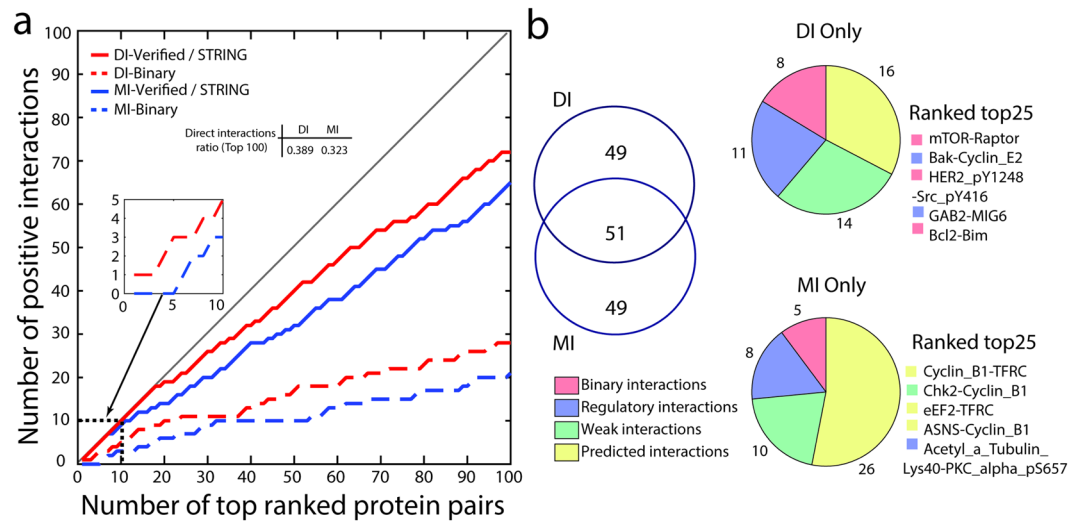 a
Number of positive interactions
100
90
80
70
60
50
40
30
20
10
0
DI-Verified / STRING
DI-Binary
MI-Verified / STRING
MI-Binary
DI MI
Direct interactions
ratio (Top 100) 0.389 0.323
5
4
3
2
1
0
0 5 10
0 10 20 30 40 50 60 70 80 90 100
Number of top ranked protein pairs
b
DI
49
51
49
MI
Binary interactions
Regulatory interactions
Weak interactions
Predicted interactions
DI Only
8
16
11
14
Ranked top25
mTOR-Raptor
Bak-Cyclin_E2
HER2_pY1248
-Src_pY416
GAB2-MIG6
Bcl2-Bim
MI Only
5
8
10
26
Ranked top25
Cyclin_B1-TFRC
Chk2-Cyclin_B1
eEF2-TFRC
ASNS-Cyclin_B1
Acetyl_a_Tubulin_
Lys40-PKC_alpha_pS657